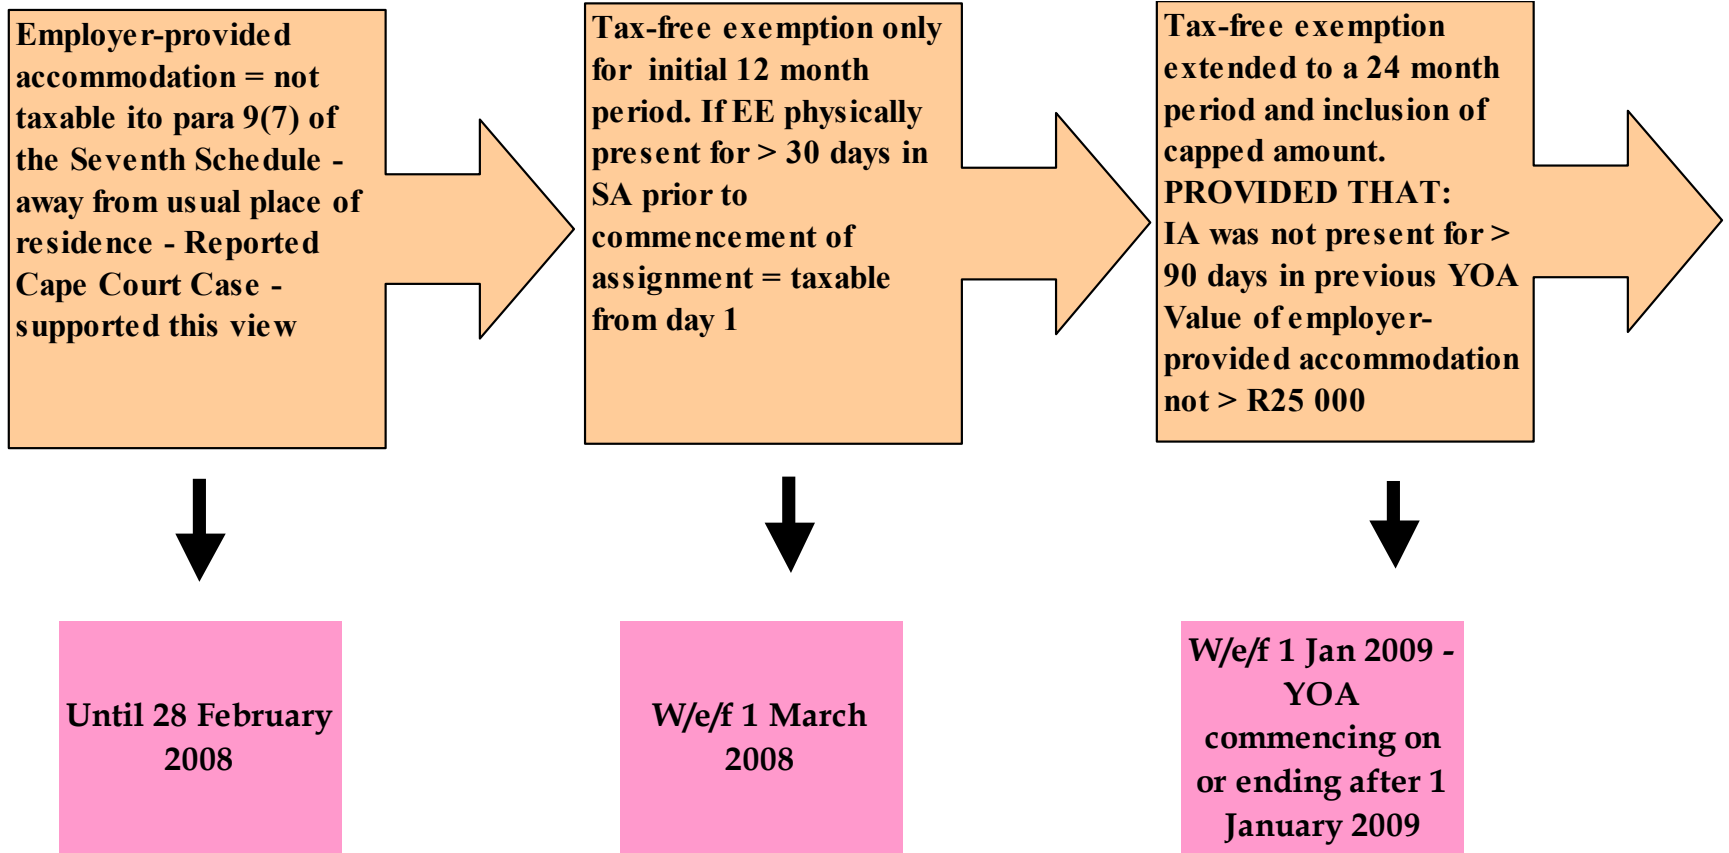 Employer-provided
accommodation = not
taxable ito para 9(7) of
the Seventh Schedule -
away from usual place of
residence - Reported
Cape Court Case -
supported this view
Tax-free exemption only
for initial 12 month
period. If EE physically
present for > 30 days in
SA prior to
commencement of
assignment = taxable
from day 1
Tax-free exemption
extended to a 24 month
period and inclusion of
capped amount.
PROVIDED THAT:
IA was not present for >
90 days in previous YOA
Value of employer-
provided accommodation
not > R25 000
Until 28 February
2008
W/e/f 1 March
2008
W/e/f 1 Jan 2009 -
YOA
commencing on
or ending after 1
January 2009